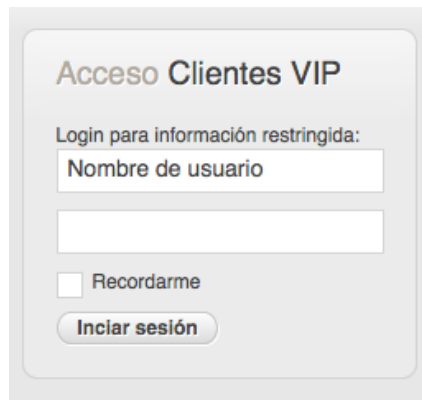 Acceso Clientes VIP
Login para información restringida:
Nombre de usuario
Recordarme
Inciar sesión